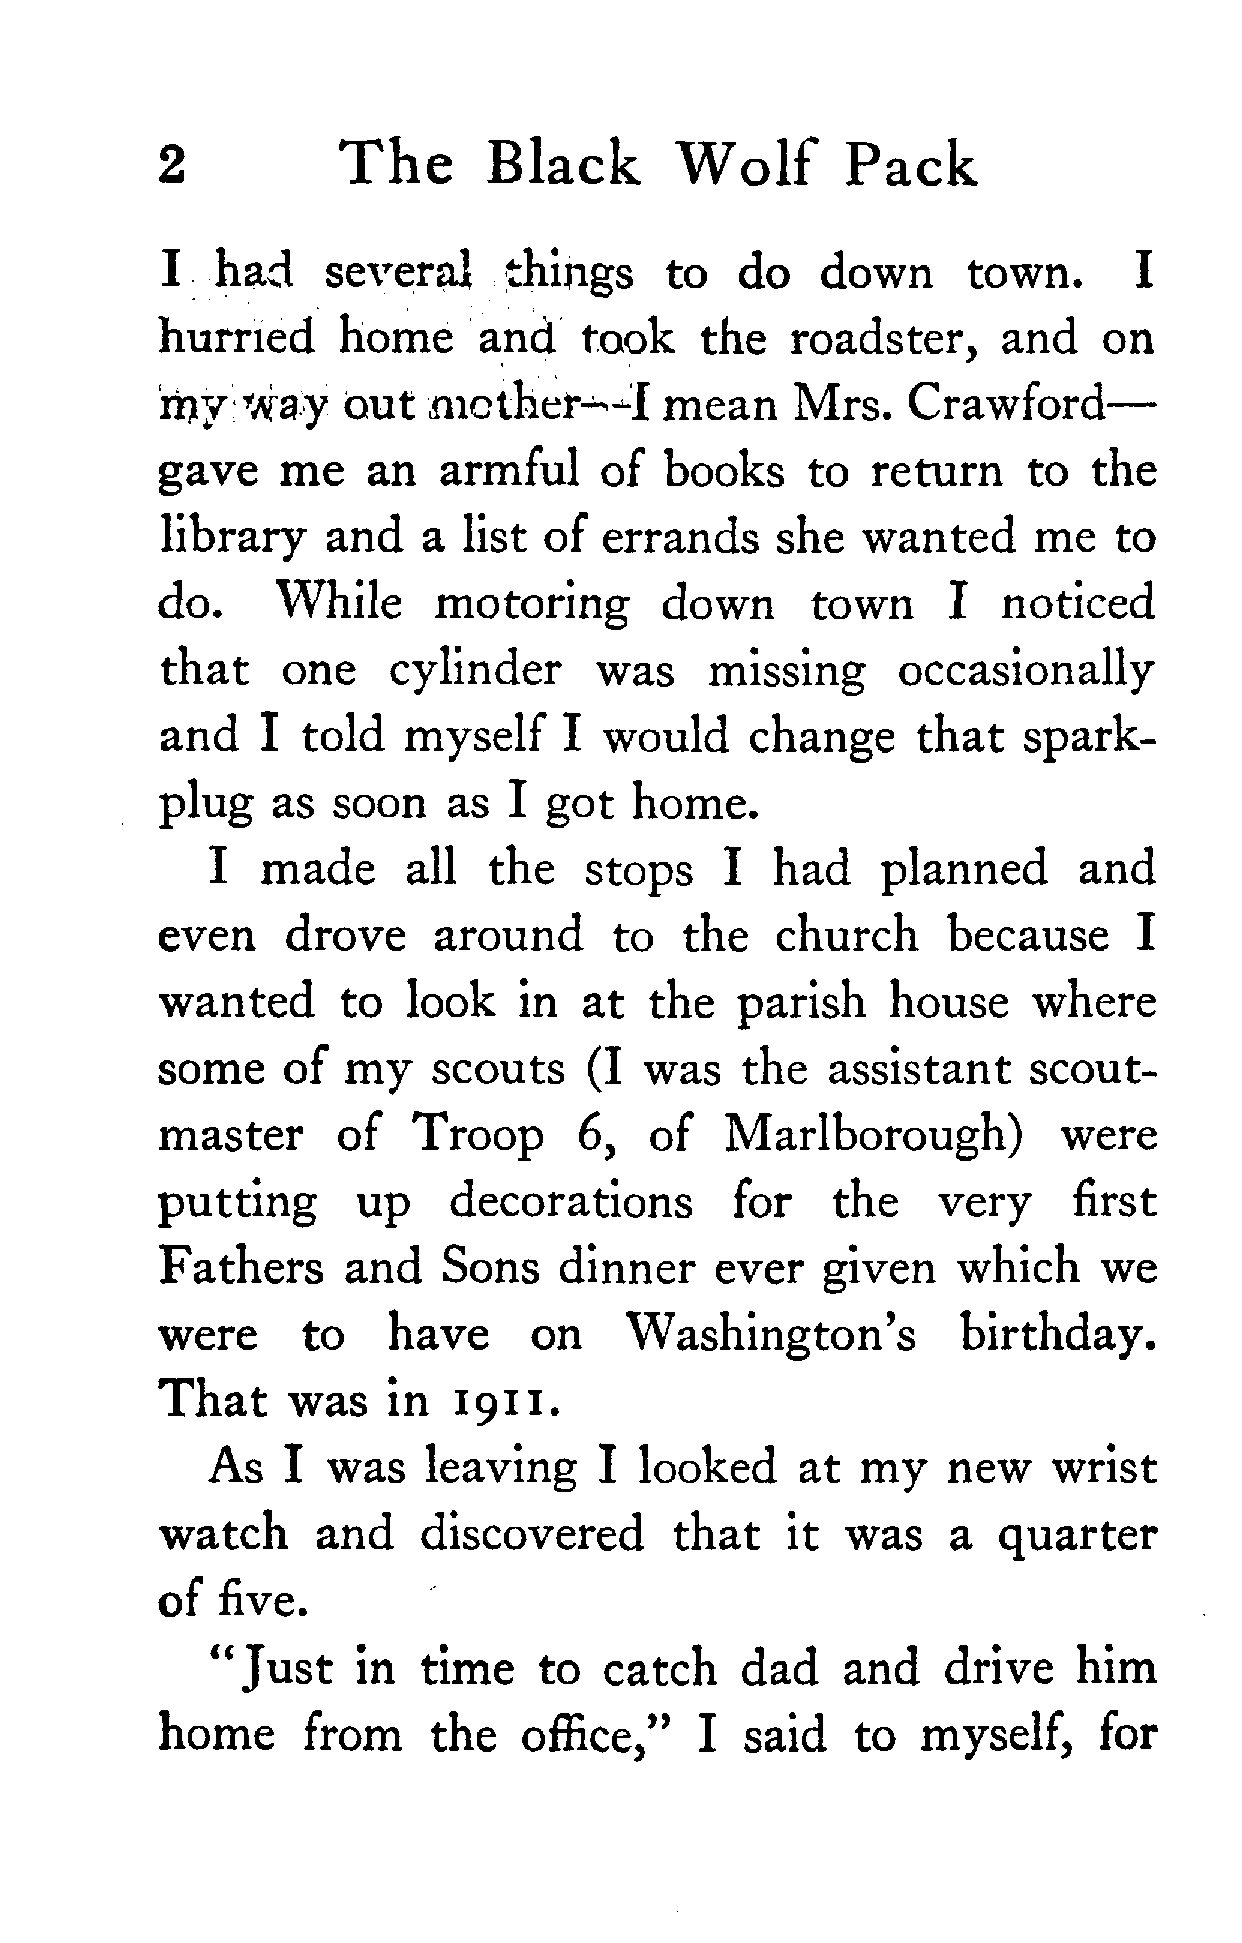 2 The Black Wolf Pack
I had several things to do down town. I
hurried home and took the roadster, and on
my way out mother—I mean Mrs. Crawford—
gave me an armful of books to return to the
library and a list of errands she wanted me to
do. While motoring down town I noticed
that one cylinder was missing occasionally
and I told myself I would change that spark-
plug as soon as I got home.
I made all the stops I had planned and
even drove around to the church because I
wanted to look in at the parish house where
some of my scouts (I was the assistant scout-
master of Troop 6, of Marlborough) were
putting up decorations for the very first
Fathers and Sons dinner ever given which we
were to have on Washington's birthday.
That was in 1911.
As I was leaving I looked at my new wrist
watch and discovered that it was a quarter
of five.
"Just in time to catch dad and drive him
home from the office," I said to myself, for